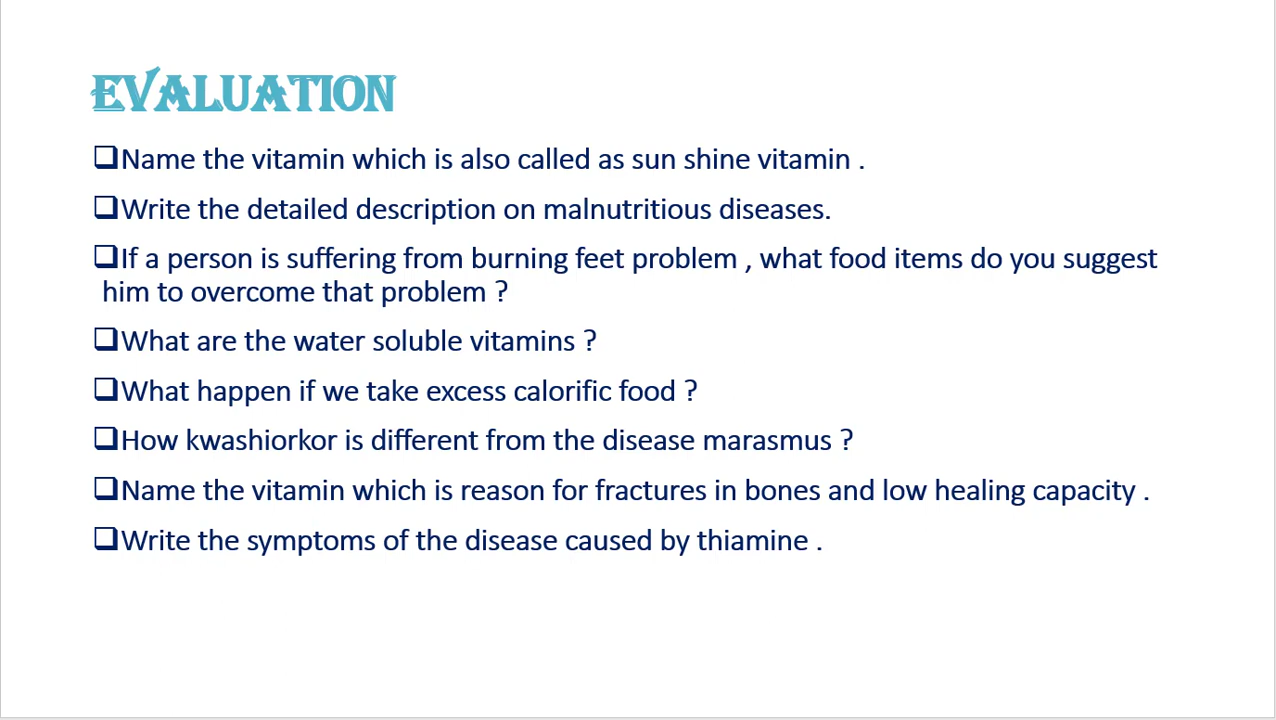 EVALUATION
❑Name the vitamin which is also called as sun shine vitamin .
❑Write the detailed description on malnutritious diseases.
❑If a person is suffering from burning feet problem , what food items do you suggest
him to overcome that problem ?
❑What are the water soluble vitamins ?
❑What happen if we take excess calorific food ?
❑How kwashiorkor is different from the disease marasmus ?
❑Name the vitamin which is reason for fractures in bones and low healing capacity .
❑Write the symptoms of the disease caused by thiamine .